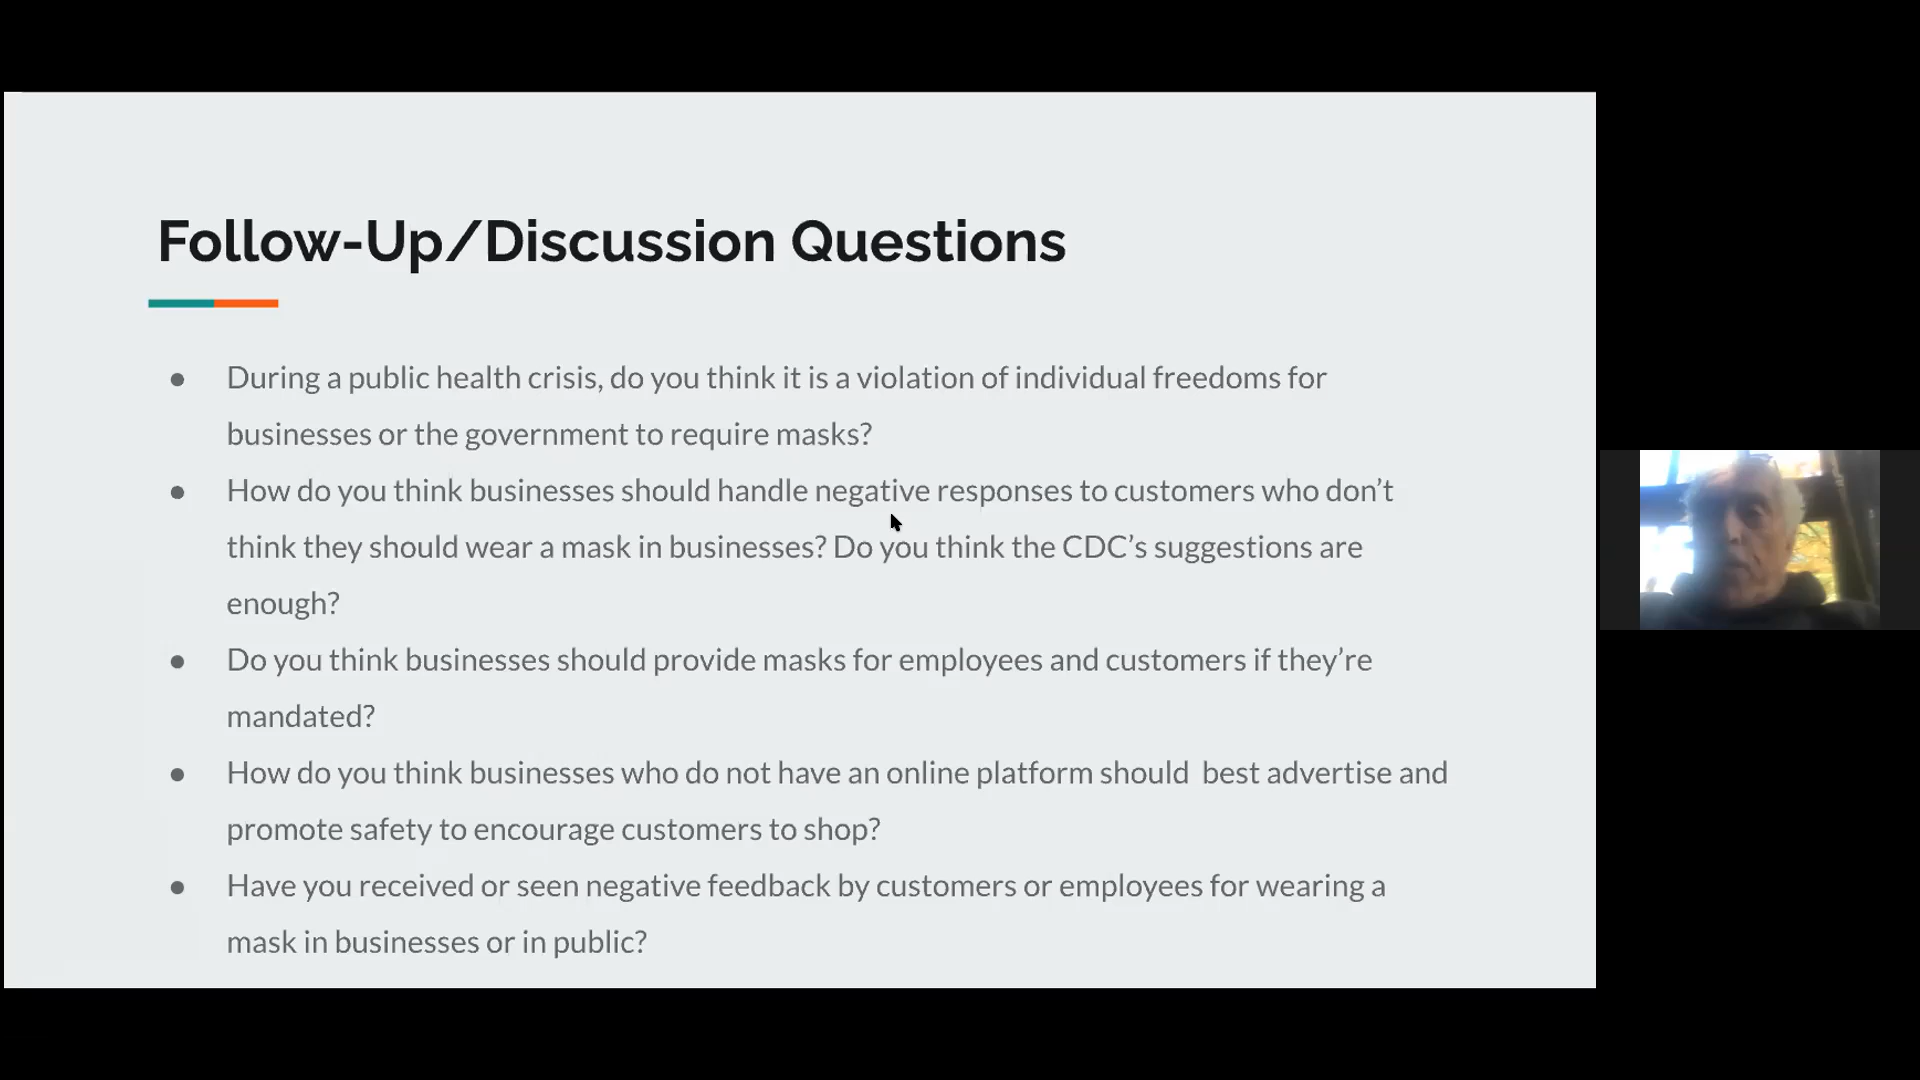 Follow-Up/Discussion Questions
● During a public health crisis, do you think it is a violation of individual freedoms for
businesses or the government to require masks?
● How do you think businesses should handle negative responses to customers who don’t
think they should wear a mask in businesses? Do you think the CDC’s suggestions are
enough?
● Do you think businesses should provide masks for employees and customers if they’re
mandated?
● How do you think businesses who do not have an online platform should  best advertise and
promote safety to encourage customers to shop?
● Have you received or seen negative feedback by customers or employees for wearing a
mask in businesses or in public?